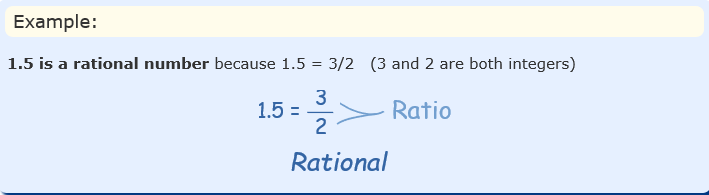 Example:
1.5 is a rational number because 1.5 = 3/2 (3 and 2 are both integers)
1.5 = 3/2 Ratio
Rational